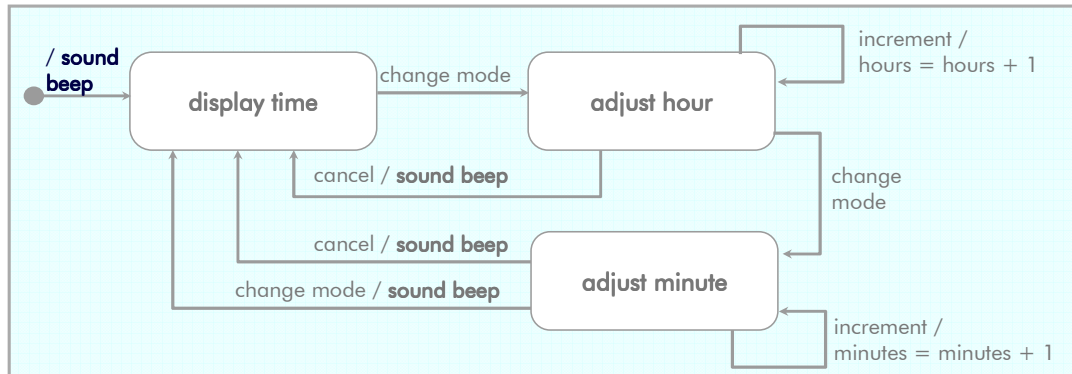 / sound
beep
display time
change mode
adjust hour
increment /
hours = hours + 1
cancel / sound beep
change
mode
cancel / sound beep
adjust minute
change mode / sound beep
increment /
minutes = minutes + 1